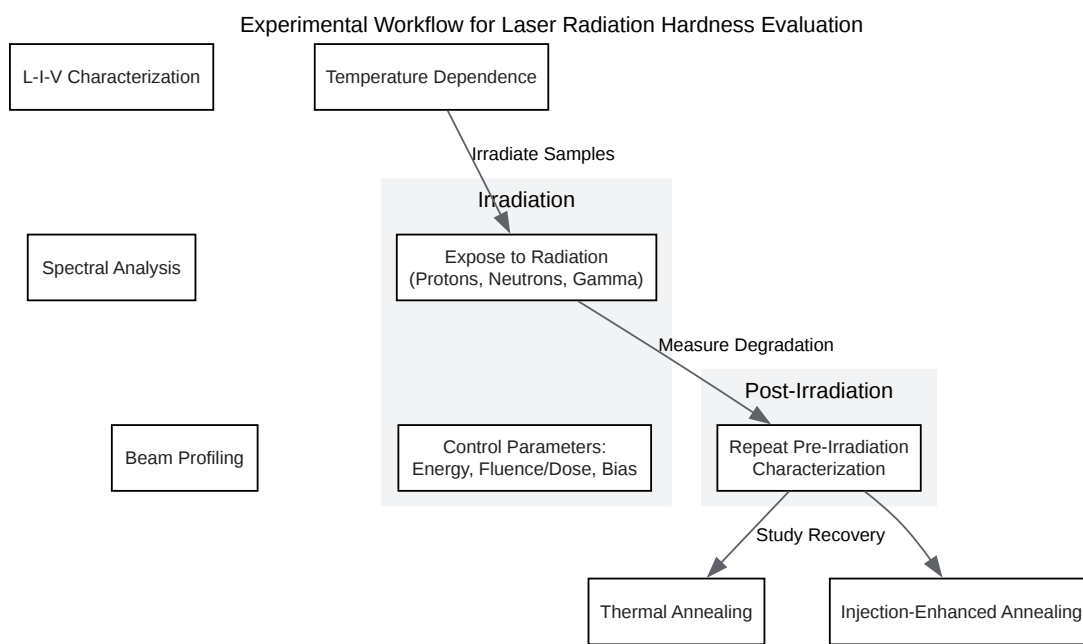 Experimental Workflow for Laser Radiation Hardness Evaluation
L-I-V Characterization
Temperature Dependence
Irradiate Samples
Irradiation
Spectral Analysis
Expose to Radiation
(Protons, Neutrons, Gamma)
Measure Degradation
Post-Irradiation
Beam Profiling
Control Parameters:
Energy, Fluence/Dose, Bias
Repeat Pre-Irradiation
Characterization
Study Recovery
Thermal Annealing
Injection-Enhanced Annealing